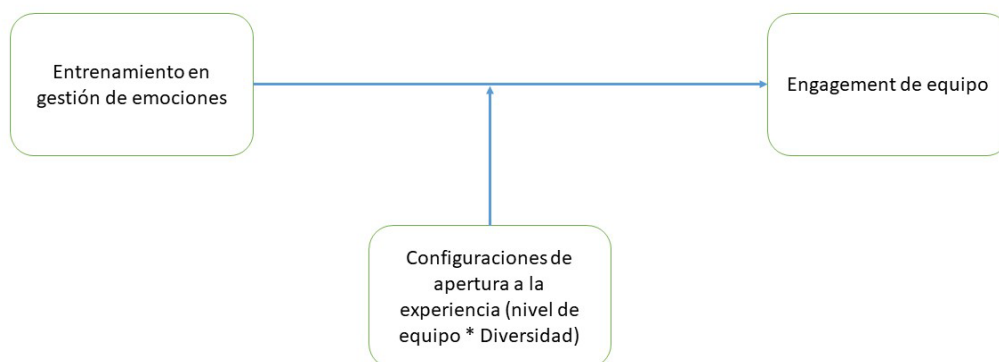 Entrenamiento en
gestión de emociones
Engagement de equipo
Configuraciones de
apertura a la
experiencia (nivel de
equipo * Diversidad)